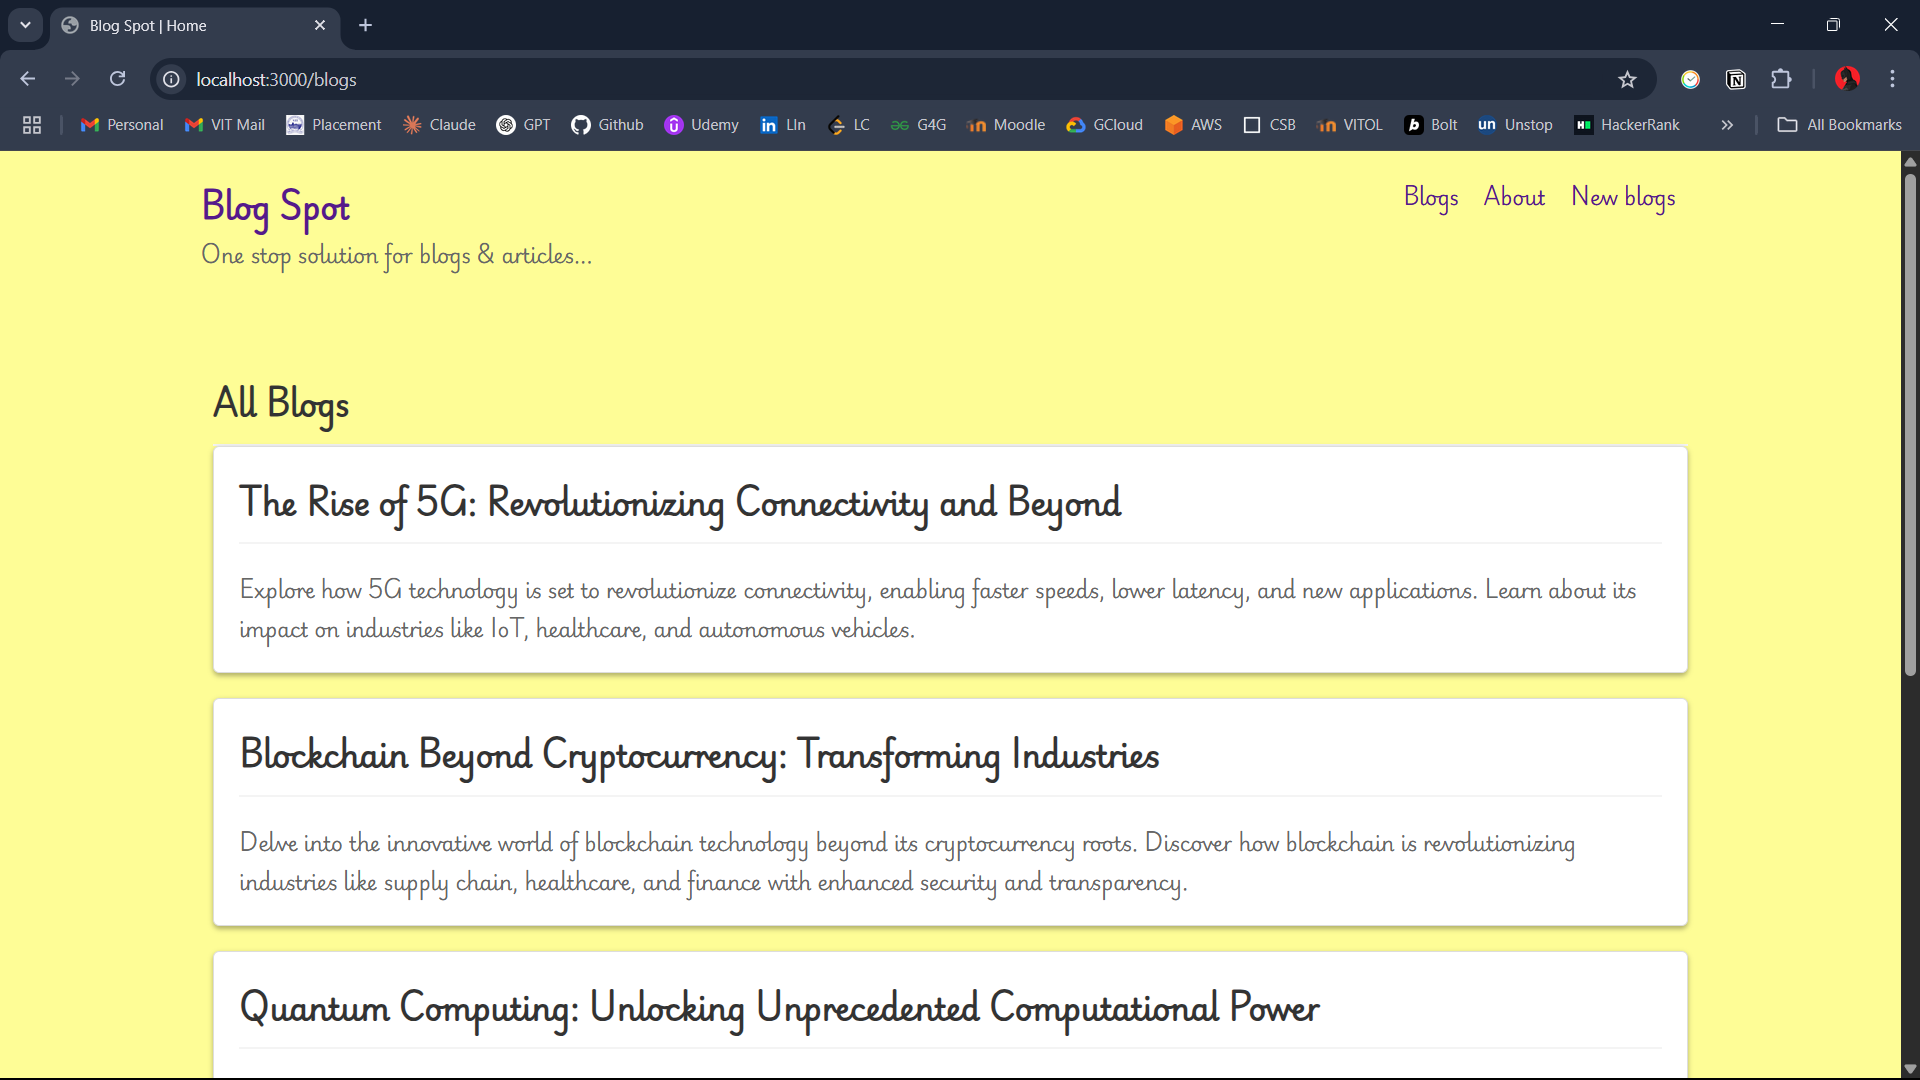 Blog Spot | Home
localhost:3000/blogs
Personal VIT Mail Placement Claude GPT Github Udemy LIn LC G4G Moodle GCloud AWS CSB VITOL Bolt Unstop HackerRank All Bookmarks
Blog Spot
Blogs About New blogs
One stop solution for blogs & articles...
All Blogs
The Rise of 5G: Revolutionizing Connectivity and Beyond
Explore how 5G technology is set to revolutionize connectivity, enabling faster speeds, lower latency, and new applications. Learn about its
impact on industries like IoT, healthcare, and autonomous vehicles.
Blockchain Beyond Cryptocurrency: Transforming Industries
Delve into the innovative world of blockchain technology beyond its cryptocurrency roots. Discover how blockchain is revolutionizing
industries like supply chain, healthcare, and finance with enhanced security and transparency.
Quantum Computing: Unlocking Unprecedented Computational Power